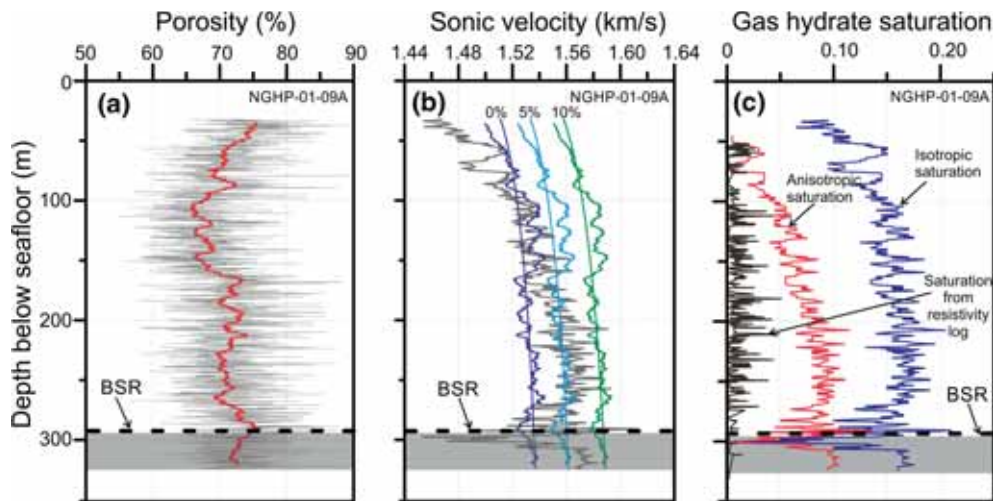 Porosity (%)
50 60 70 80 90
Sonic velocity (km/s)
1.44 1.48 1.52 1.56 1.60 1.64
Gas hydrate saturation
0 0.10 0.20
Depth below seafloor (m)
0
100
200
300
(a)
NGHP-01-09A
BSR
(b)
NGHP-01-09A
0% 5% 10%
BSR
(c)
NGHP-01-09A
Isotropic
saturation
Anisotropic
saturation
Saturation
from
resistivity
log
BSR